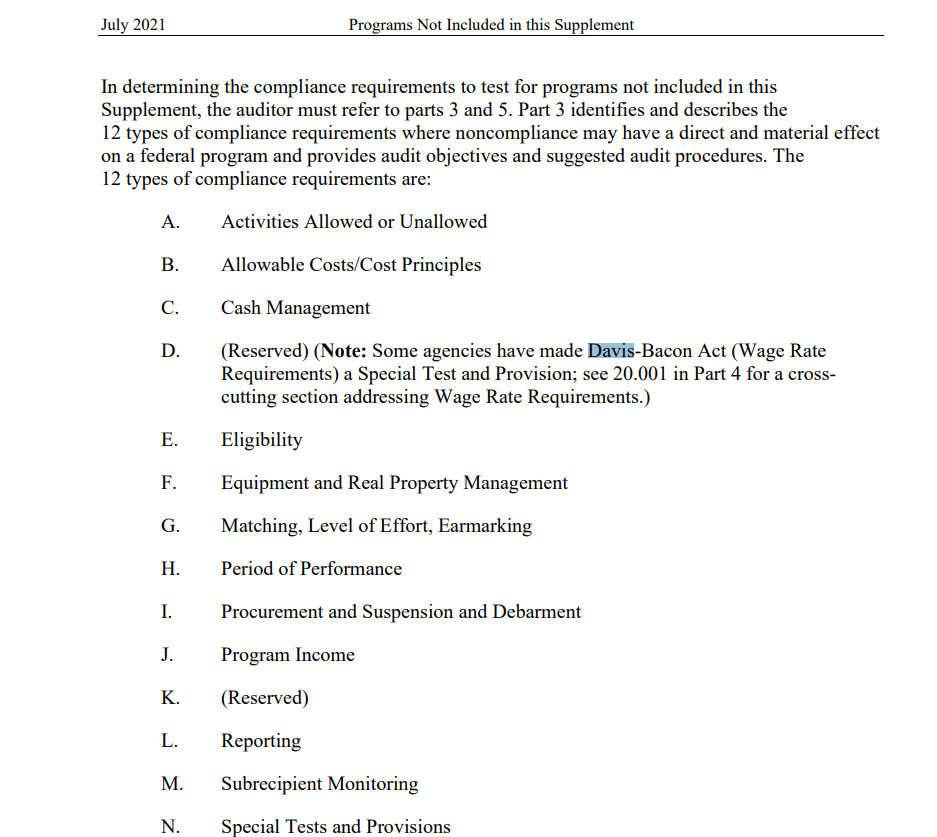 July 2021 Programs Not Included in this Supplement
In determining the compliance requirements to test for programs not included in this
Supplement, the auditor must refer to parts 3 and 5. Part 3 identifies and describes the
12 types of compliance requirements where noncompliance may have a direct and material effect
on a federal program and provides audit objectives and suggested audit procedures. The
12 types of compliance requirements are:
A. Activities Allowed or Unallowed
B. Allowable Costs/Cost Principles
C. Cash Management
D. (Reserved) (Note: Some agencies have made Davis-Bacon Act (Wage Rate
Requirements) a Special Test and Provision; see 20.001 in Part 4 for a cross-
cutting section addressing Wage Rate Requirements.)
E. Eligibility
F. Equipment and Real Property Management
G. Matching, Level of Effort, Earmarking
H. Period of Performance
I. Procurement and Suspension and Debarment
J. Program Income
K. (Reserved)
L. Reporting
M. Subrecipient Monitoring
N. Special Tests and Provisions